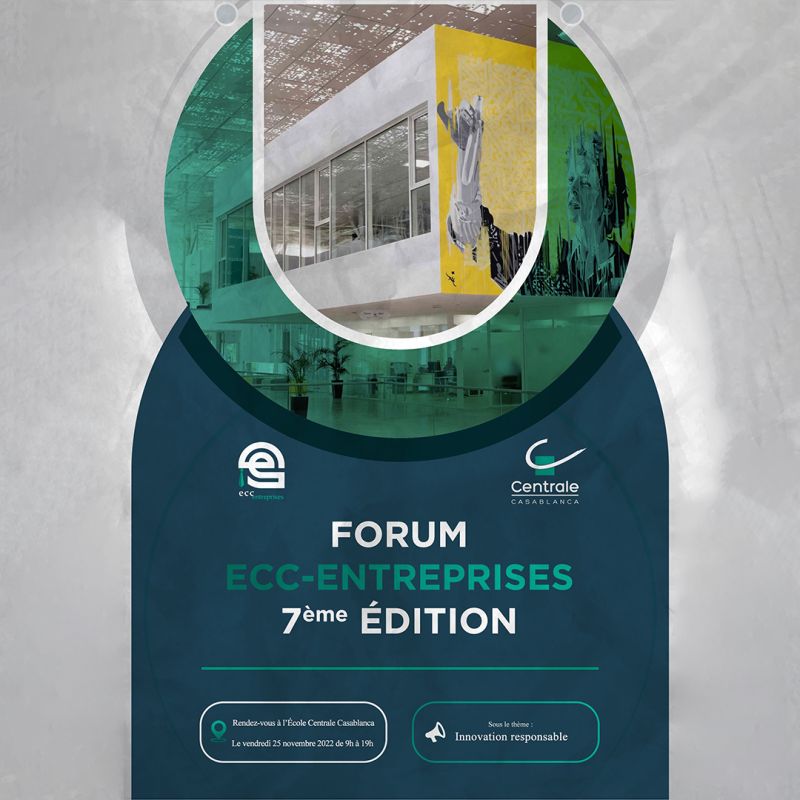 ecc
entreprises
Centrale
CASABLANCA
FORUM
ECC-ENTREPRISES
7ème ÉDITION
Rendez-vous à l'École Centrale Casablanca
Le vendredi 25 novembre 2022 de 9h à 19h
Sous le thème :
Innovation responsable